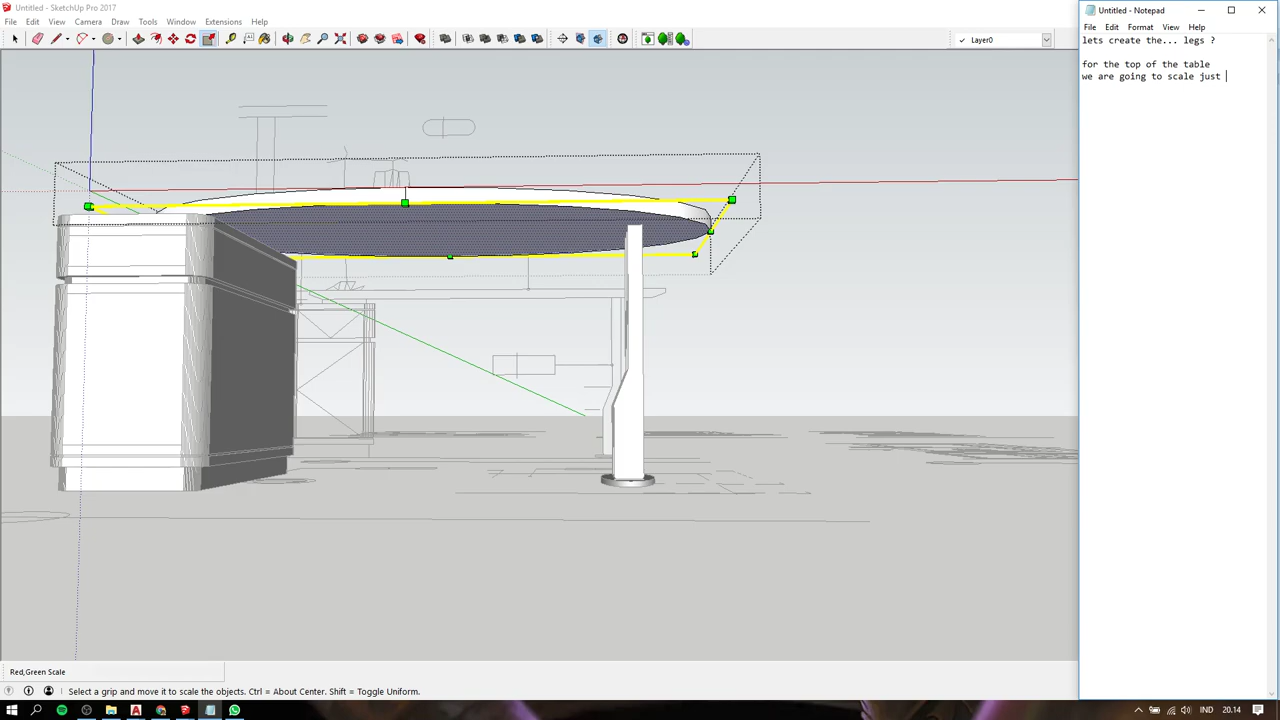 Untitled - SketchUp Pro 2017
File Edit View Camera Draw Tools Window Extensions Help
Layer0
Untitled - Notepad
File Edit Format View Help
lets create the... legs ?
for the top of the table
we are going to scale just
Red,Green Scale
Select a grip and move it to scale the objects. Ctrl = About Center. Shift = Toggle Uniform.
IND 20.14